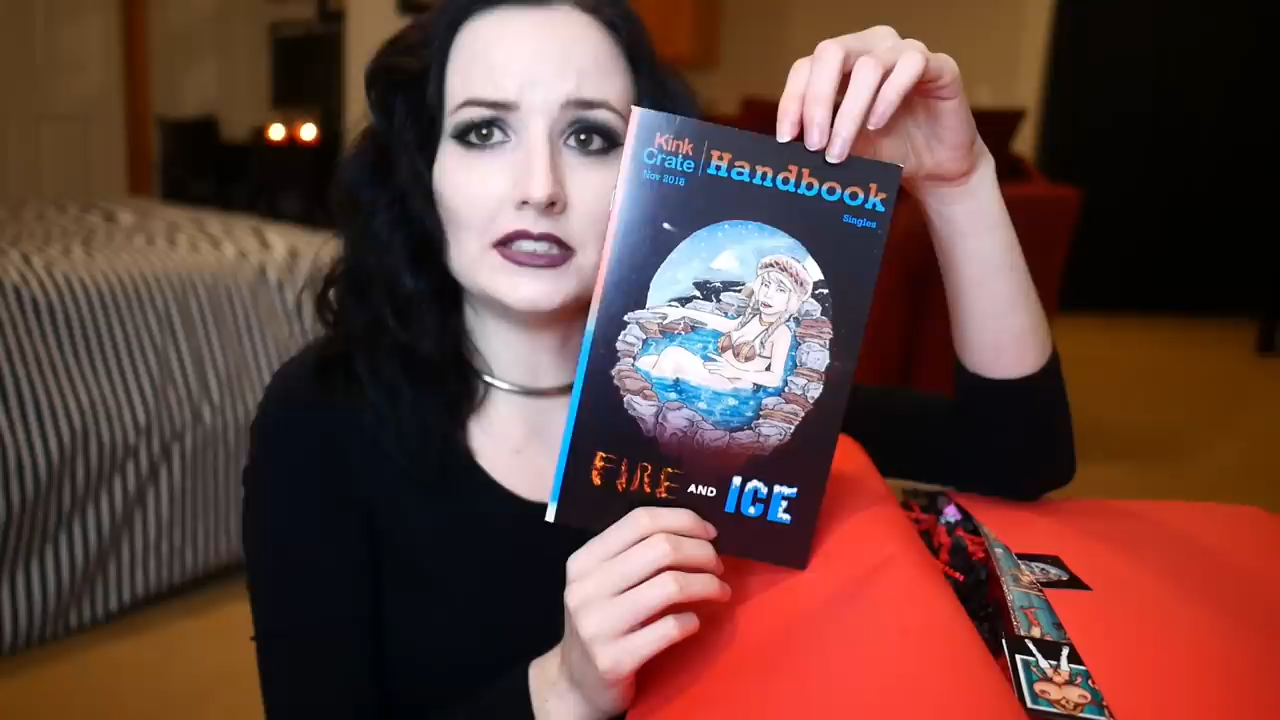 Kink
Crate
Handbook
Nov 2018
Singles
FIRE AND ICE